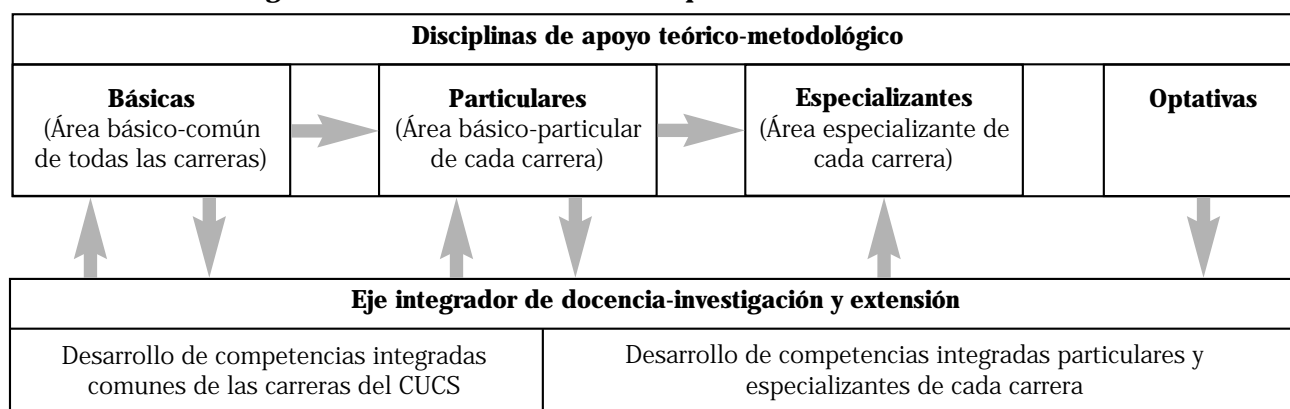 Disciplinas de apoyo teórico-metodológico
Básicas
(Área básico-común
de todas las carreras)
Particulares
(Área básico-particular
de cada carrera)
Especializantes
(Área especializante de
cada carrera)
Optativas
Eje integrador de docencia-investigación y extensión
Desarrollo de competencias integradas
comunes de las carreras del CUCS
Desarrollo de competencias integradas particulares y
especializantes de cada carrera